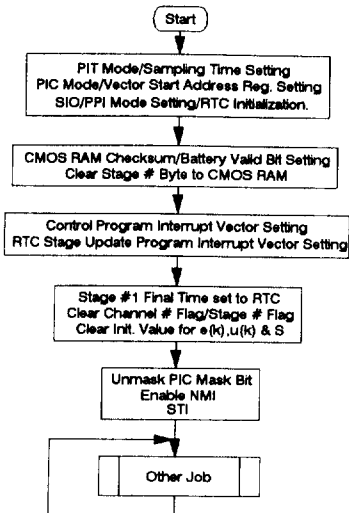 Start
PIT Mode/Sampling Time Setting
PIC Mode/Vector Start Address Reg. Setting
SIO/PPI Mode Setting/RTC Initialization.
CMOS RAM Checksum/Battery Valid Bit Setting
Clear Stage # Byte to CMOS RAM
Control Program Interrupt Vector Setting
RTC Stage Update Program Interrupt Vector Setting
Stage #1 Final Time set to RTC
Clear Channel # Flag/Stage # Flag
Clear Init. Value for e(k),u(k) & S
Unmask PIC Mask Bit
Enable NMI
STI
Other Job